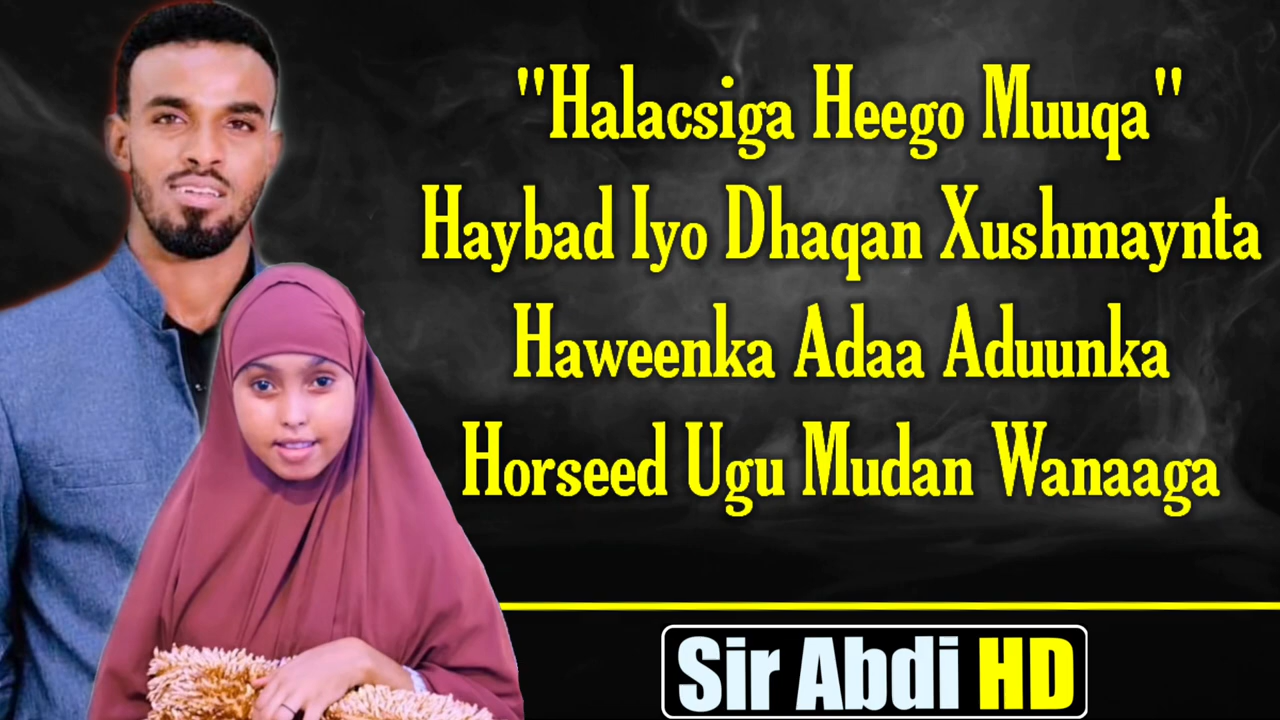 "Halacsiga Heego Muuqa"
Haybad Iyo Dhaqan Xushmaynta
Haweenka Adaa Aduunka
Horseed Ugu Mudan Wanaaga
Sir Abdi HD